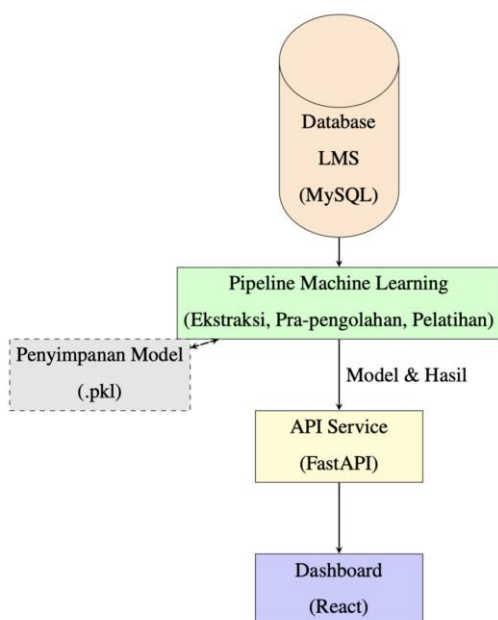 Database
LMS
(MySQL)
Pipeline Machine Learning
(Ekstraksi, Pra-pengolahan, Pelatihan)
Penyimpanan Model
(.pkl)
Model & Hasil
API Service
(FastAPI)
Dashboard
(React)